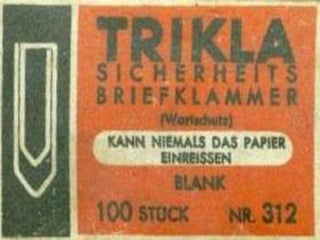 TRIKLA
SICHERHEITS
BRIEFKLAMMER
(Wortschutz)
KANN NIEMALS DAS PAPIER
EINREISSEN
BLANK
100 STÜCK NR. 312